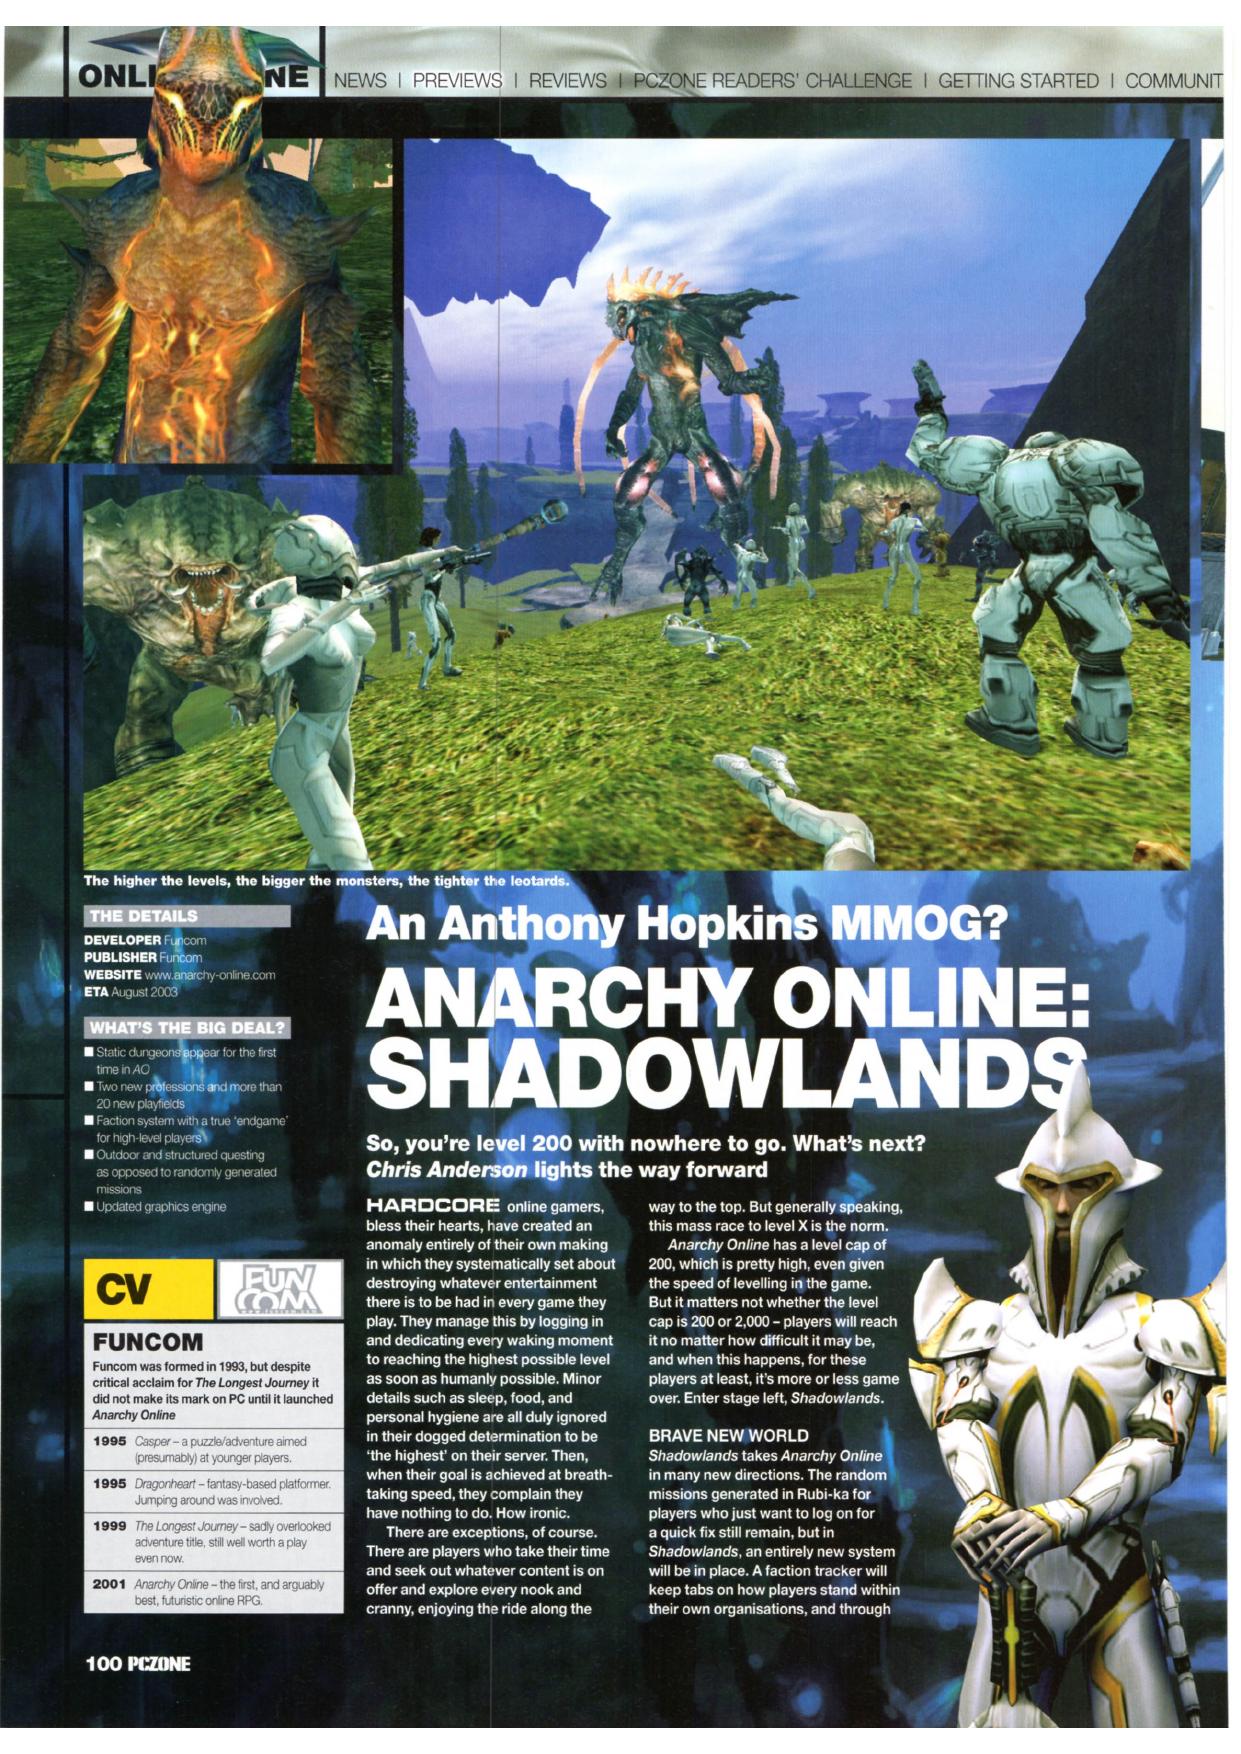 ONLI NE
NEWS | PREVIEWS | REVIEWS | PCZONE READERS' CHALLENGE | GETTING STARTED | COMMUNIT
The higher the levels, the bigger the monsters, the tighter the leotards.
THE DETAILS
DEVELOPER Funcom
PUBLISHER Funcom
WEBSITE www.anarchy-online.com
ETA August 2003
WHAT'S THE BIG DEAL?
■ Static dungeons appear for the first
time in AO
■ Two new professions and more than
20 new playfields
■ Faction system with a true 'endgame'
for high-level players
■ Outdoor and structured questing
as opposed to randomly generated
missions
■ Updated graphics engine
CV
FUNCOM
FUNCOM
Funcom was formed in 1993, but despite
critical acclaim for The Longest Journey it
did not make its mark on PC until it launched
Anarchy Online
1995 Casper – a puzzle/adventure aimed
(presumably) at younger players.
1995 Dragonheart – fantasy-based platformer.
Jumping around was involved.
1999 The Longest Journey – sadly overlooked
adventure title, still well worth a play
even now.
2001 Anarchy Online – the first, and arguably
best, futuristic online RPG.
An Anthony Hopkins MMOG?
ANARCHY ONLINE:
SHADOWLANDS
So, you're level 200 with nowhere to go. What's next?
Chris Anderson lights the way forward
HARDCORE online gamers,
bless their hearts, have created an
anomaly entirely of their own making
in which they systematically set about
destroying whatever entertainment
there is to be had in every game they
play. They manage this by logging in
and dedicating every waking moment
to reaching the highest possible level
as soon as humanly possible. Minor
details such as sleep, food, and
personal hygiene are all duly ignored
in their dogged determination to be
'the highest' on their server. Then,
when their goal is achieved at breath-
taking speed, they complain they
have nothing to do. How ironic.
There are exceptions, of course.
There are players who take their time
and seek out whatever content is on
offer and explore every nook and
cranny, enjoying the ride along the
way to the top. But generally speaking,
this mass race to level X is the norm.
Anarchy Online has a level cap of
200, which is pretty high, even given
the speed of levelling in the game.
But it matters not whether the level
cap is 200 or 2,000 – players will reach
it no matter how difficult it may be,
and when this happens, for these
players at least, it's more or less game
over. Enter stage left, Shadowlands.
BRAVE NEW WORLD
Shadowlands takes Anarchy Online
in many new directions. The random
missions generated in Rubi-ka for
players who just want to log on for
a quick fix still remain, but in
Shadowlands, an entirely new system
will be in place. A faction tracker will
keep tabs on how players stand within
their own organisations, and through
100 PCZONE